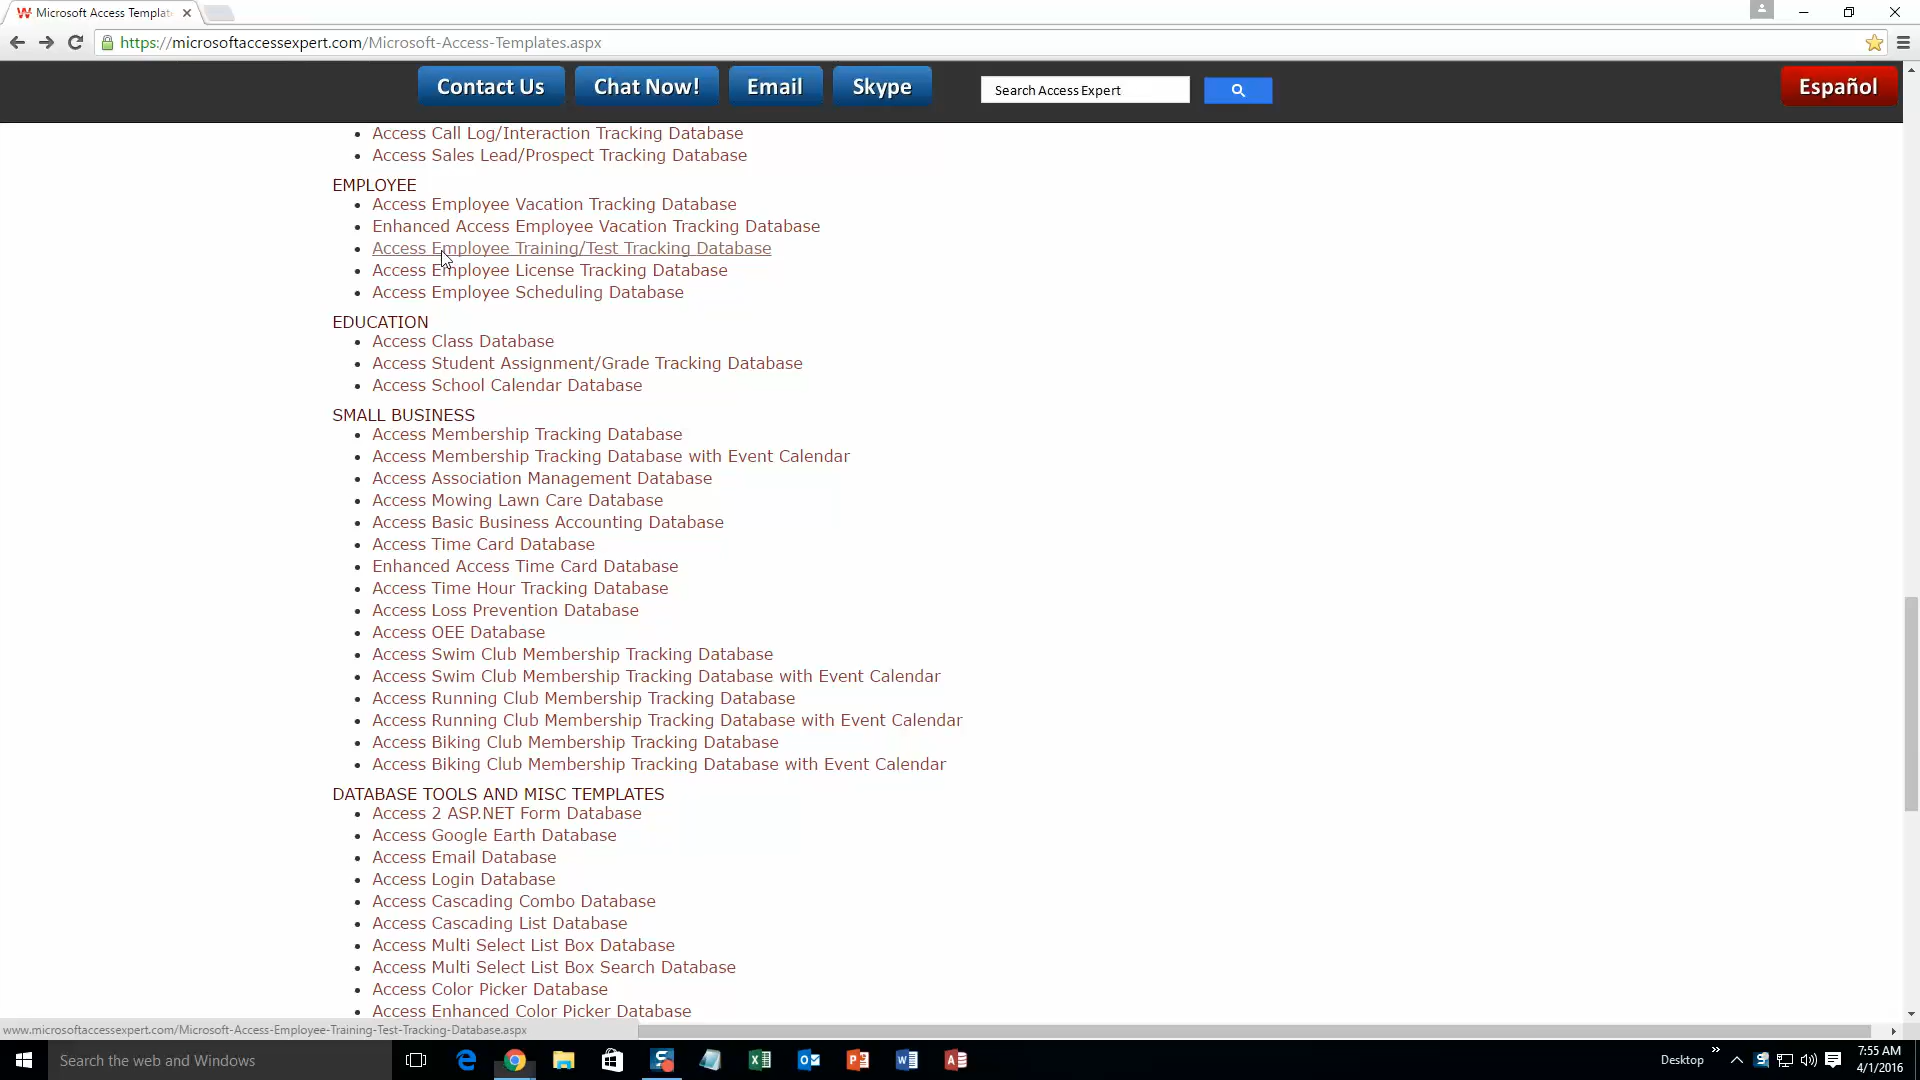 Microsoft Access Templat
https://microsoftaccessexpert.com/Microsoft-Access-Templates.aspx
Contact Us
Chat Now!
Email
Skype
Search Access Expert
Español
Access Call Log/Interaction Tracking Database
Access Sales Lead/Prospect Tracking Database
EMPLOYEE
Access Employee Vacation Tracking Database
Enhanced Access Employee Vacation Tracking Database
Access Employee Training/Test Tracking Database
Access Employee License Tracking Database
Access Employee Scheduling Database
EDUCATION
Access Class Database
Access Student Assignment/Grade Tracking Database
Access School Calendar Database
SMALL BUSINESS
Access Membership Tracking Database
Access Membership Tracking Database with Event Calendar
Access Association Management Database
Access Mowing Lawn Care Database
Access Basic Business Accounting Database
Access Time Card Database
Enhanced Access Time Card Database
Access Time Hour Tracking Database
Access Loss Prevention Database
Access OEE Database
Access Swim Club Membership Tracking Database
Access Swim Club Membership Tracking Database with Event Calendar
Access Running Club Membership Tracking Database
Access Running Club Membership Tracking Database with Event Calendar
Access Biking Club Membership Tracking Database
Access Biking Club Membership Tracking Database with Event Calendar
DATABASE TOOLS AND MISC TEMPLATES
Access 2 ASP.NET Form Database
Access Google Earth Database
Access Email Database
Access Login Database
Access Cascading Combo Database
Access Cascading List Database
Access Multi Select List Box Database
Access Multi Select List Box Search Database
Access Color Picker Database
Access Enhanced Color Picker Database
www.microsoftaccessexpert.com/Microsoft-Access-Employee-Training-Test-Tracking-Database.aspx
Search the web and Windows
Desktop
7:55 AM
4/1/2016